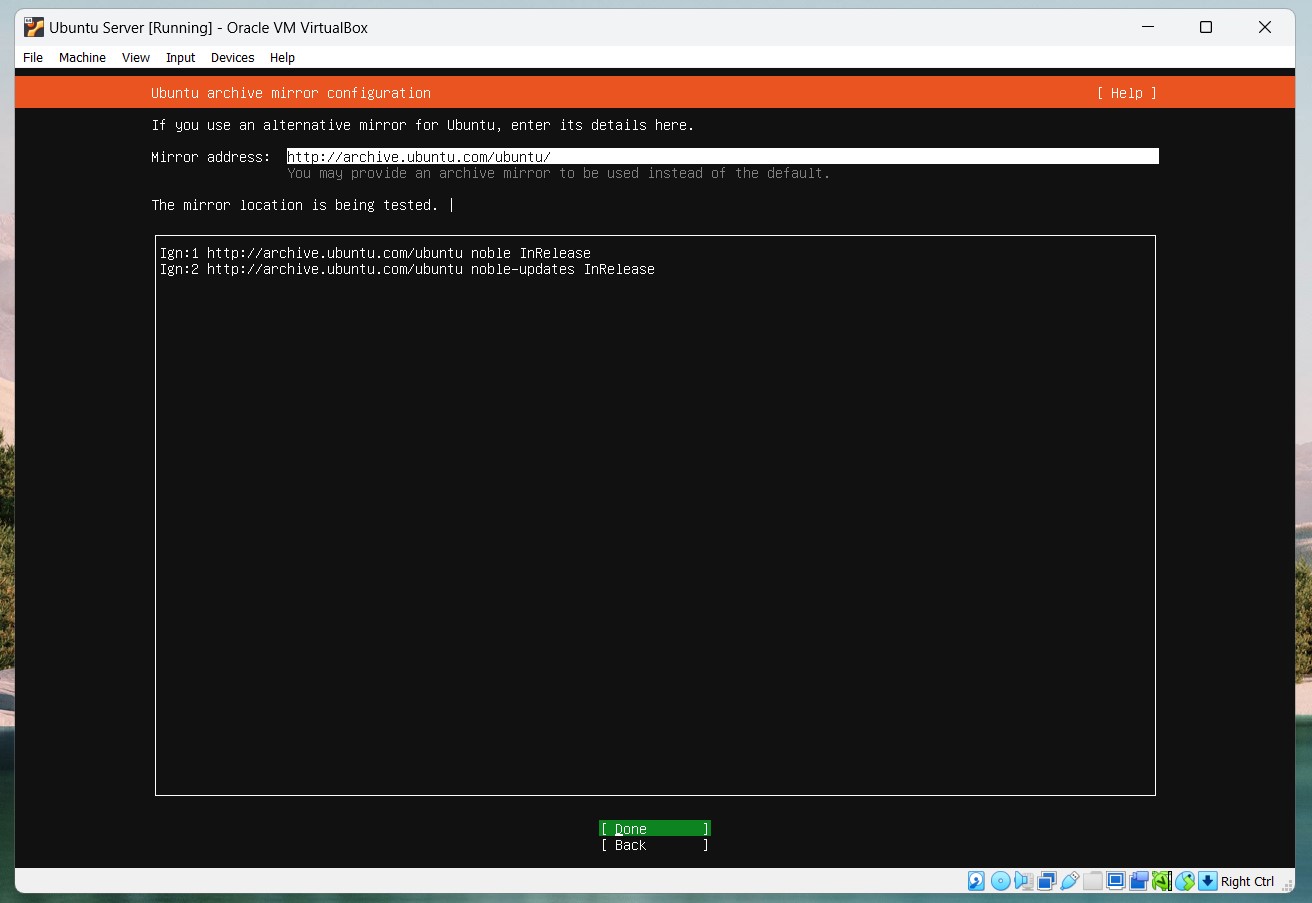 Ubuntu Server [Running] - Oracle VM VirtualBox
File Machine View Input Devices Help
Ubuntu archive mirror configuration [ Help ]
If you use an alternative mirror for Ubuntu, enter its details here.
Mirror address: http://archive.ubuntu.com/ubuntu/
You may provide an archive mirror to be used instead of the default.
The mirror location is being tested. |
Ign:1 http://archive.ubuntu.com/ubuntu noble InRelease
Ign:2 http://archive.ubuntu.com/ubuntu noble-updates InRelease
[ Done ]
[ Back ]
Right Ctrl